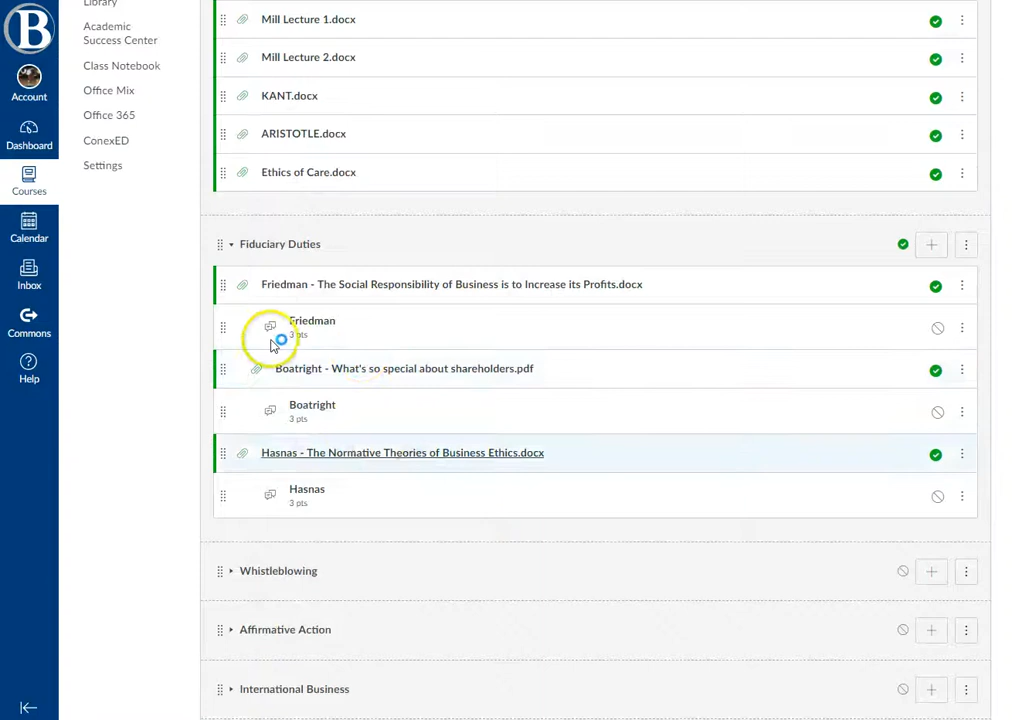 Library
Mill Lecture 1.docx
B
Academic
Success Center
Mill Lecture 2.docx
Class Notebook
Account
Office Mix
KANT.docx
Office 365
ARISTOTLE.docx
Dashboard
ConexED
Settings
Ethics of Care.docx
Courses
Calendar
Fiduciary Duties
Inbox
Friedman - The Social Responsibility of Business is to Increase its Profits.docx
Friedman
3 pts
Commons
Boatright - What's so special about shareholders.pdf
Help
Boatright
3 pts
Hasnas - The Normative Theories of Business Ethics.docx
Hasnas
3 pts
Whistleblowing
Affirmative Action
International Business